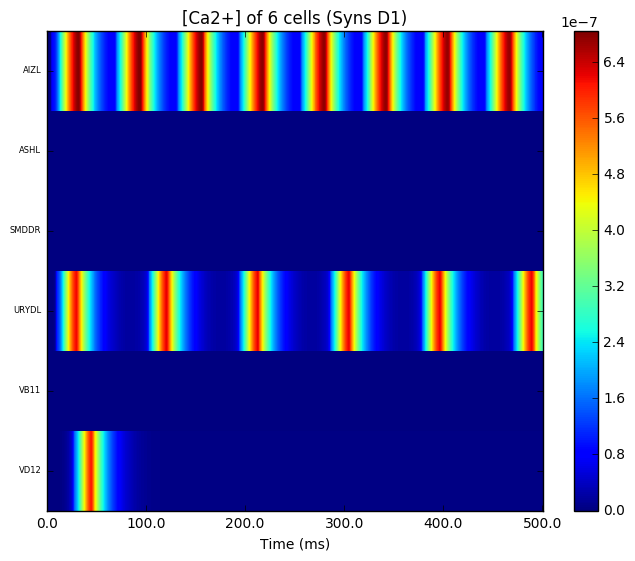 [Ca2+] of 6 cells (Syns D1)
1e−7
AIZL
ASHL
SMDDR
URYDL
VB11
VD12
0.0
100.0
200.0
300.0
400.0
500.0
Time (ms)
6.4
5.6
4.8
4.0
3.2
2.4
1.6
0.8
0.0